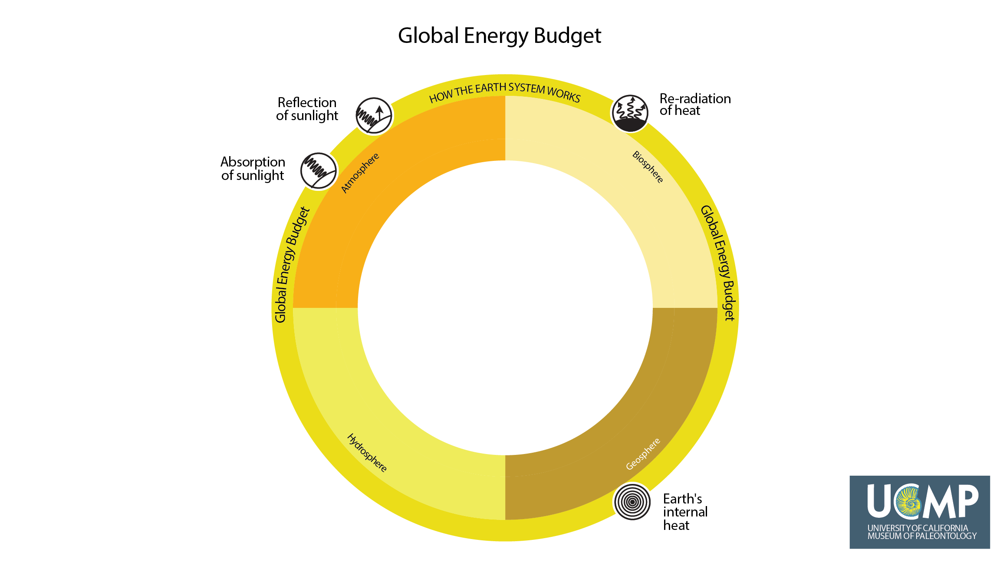 Global Energy Budget
HOW THE EARTH SYSTEM WORKS
Reflection
of sunlight
Re-radiation
of heat
Absorption
of sunlight
Atmosphere
Biosphere
Global Energy Budget
Global Energy Budget
Hydrosphere
Geosphere
Earth's
internal
heat
UCMP
UNIVERSITY OF CALIFORNIA
MUSEUM OF PALEONTOLOGY